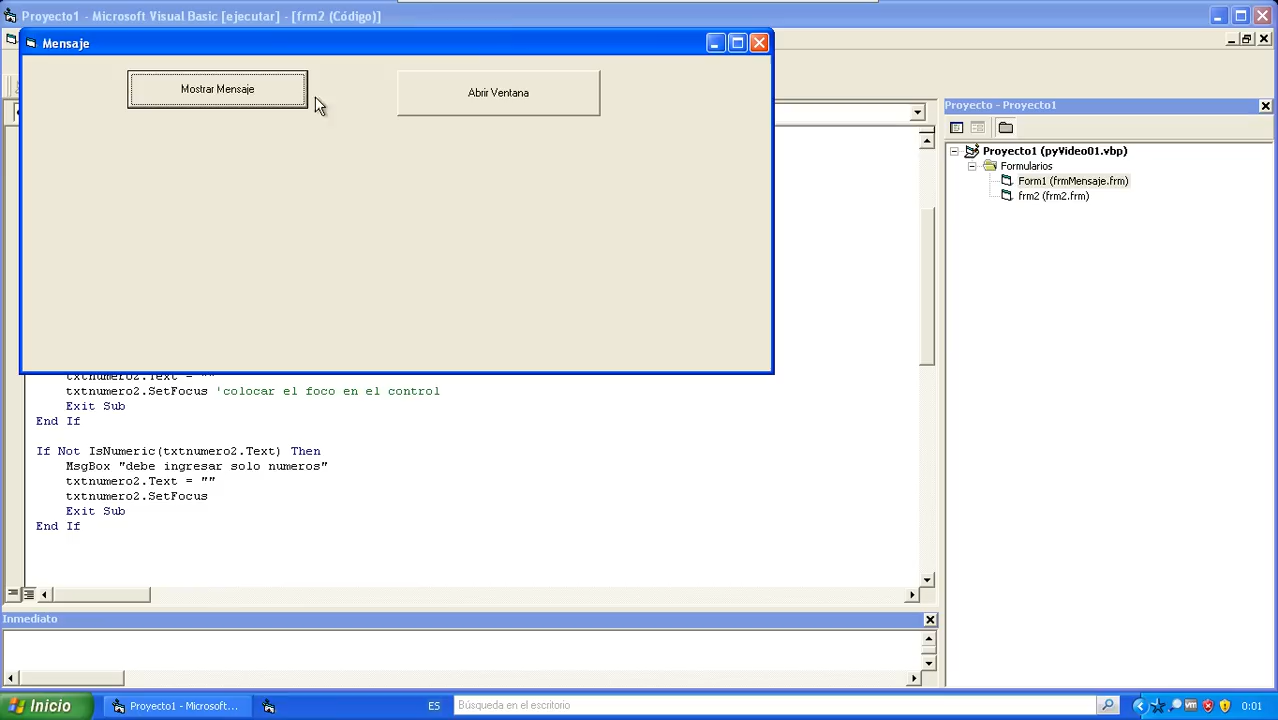 Proyecto1 - Microsoft Visual Basic [ejecutar] - [frm2 (Código)]
Mensaje
Mostrar Mensaje
Abrir Ventana
Proyecto - Proyecto1
Proyecto1 (pyVideo01.vbp)
Formularios
Form1 (frmMensaje.frm)
frm2 (frm2.frm)
txtnumero2.Text = ""
txtnumero2.SetFocus 'colocar el foco en el control
Exit Sub
End If
If Not IsNumeric(txtnumero2.Text) Then
MsgBox "debe ingresar solo numeros"
txtnumero2.Text = ""
txtnumero2.SetFocus
Exit Sub
End If
Inmediato
Inicio
Proyecto1 - Microsoft...
ES
Búsqueda en el escritorio
0:01